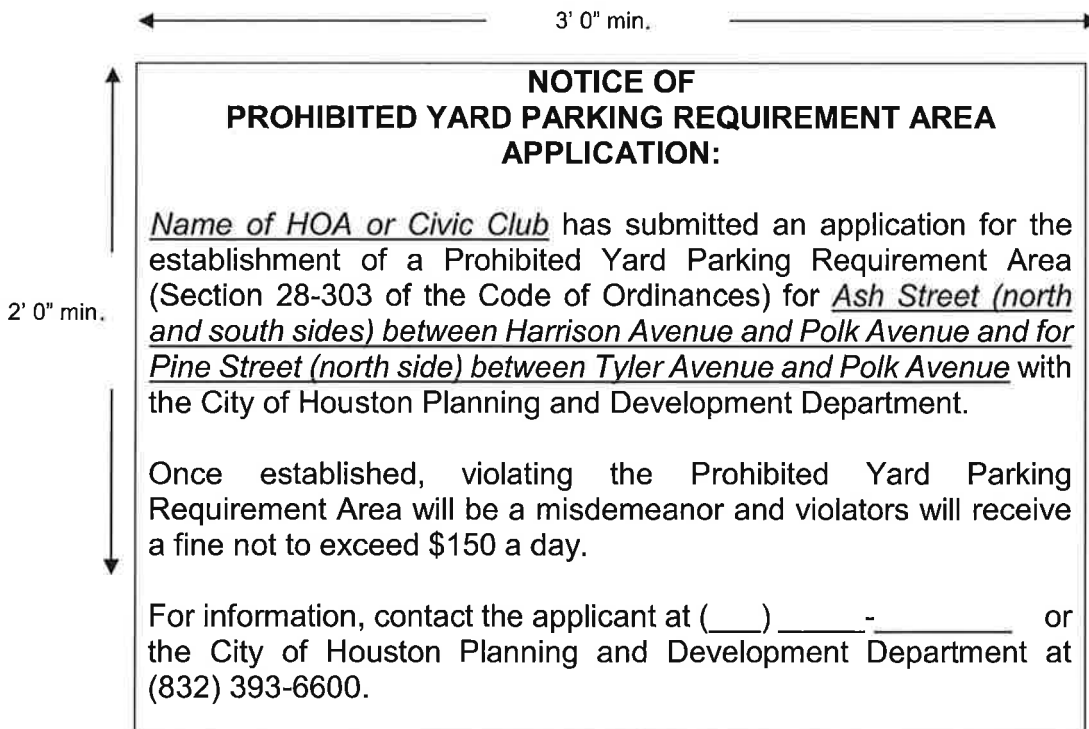 3' 0" min.
NOTICE OF
PROHIBITED YARD PARKING REQUIREMENT AREA
APPLICATION:
Name of HOA or Civic Club has submitted an application for the
establishment of a Prohibited Yard Parking Requirement Area
(Section 28-303 of the Code of Ordinances) for Ash Street (north
2' 0" min.
and south sides) between Harrison Avenue and Polk Avenue and for
Pine Street (north side) between Tyler Avenue and Polk Avenue with
the City of Houston Planning and Development Department.
Once established, violating the Prohibited Yard Parking
Requirement Area will be a misdemeanor and violators will receive
a fine not to exceed $150 a day.
For information, contact the applicant at (___) _____-________ or
the City of Houston Planning and Development Department at
(832) 393-6600.